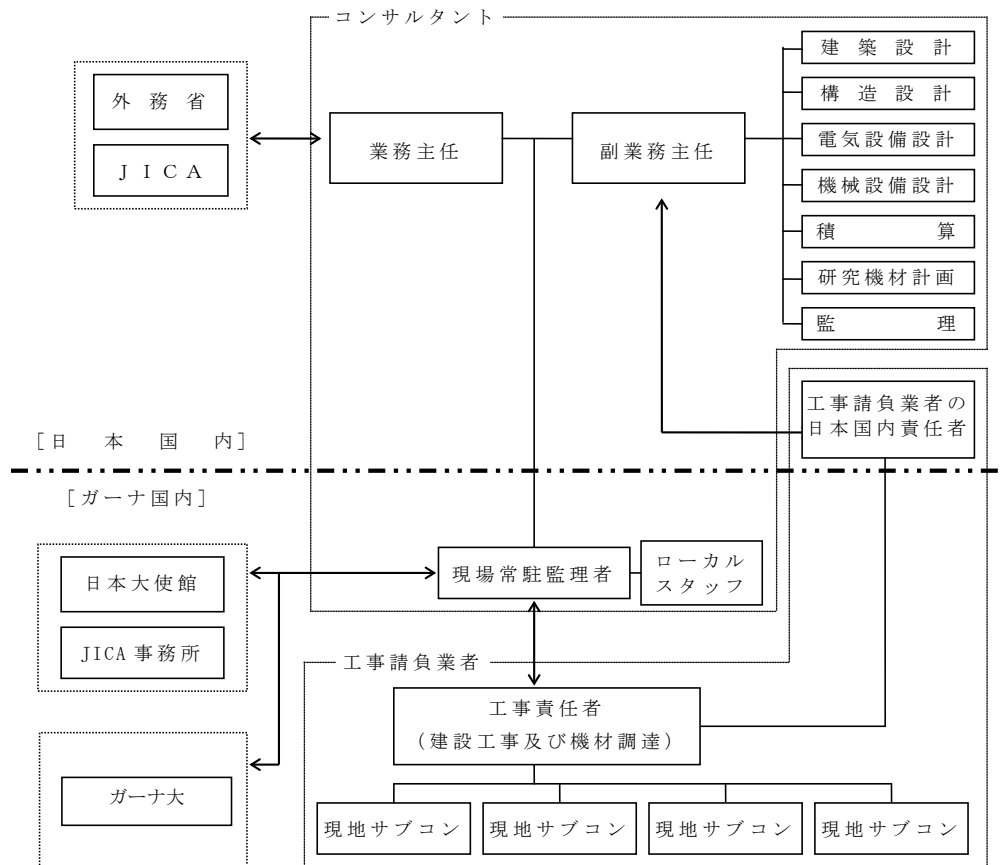 コンサルタント
建築設計
外務省
構造設計
業務主任
副業務主任
電気設備設計
JICA
機械設備設計
積算
研究機材計画
監理
工事請負業者の
日本国内責任者
[日本国内]
[ガーナ国内]
現場常駐監理者
ローカル
スタッフ
日本大使館
JICA事務所
工事請負業者
工事責任者
(建設工事及び機材調達)
ガーナ大
現地サブコン
現地サブコン
現地サブコン
現地サブコン